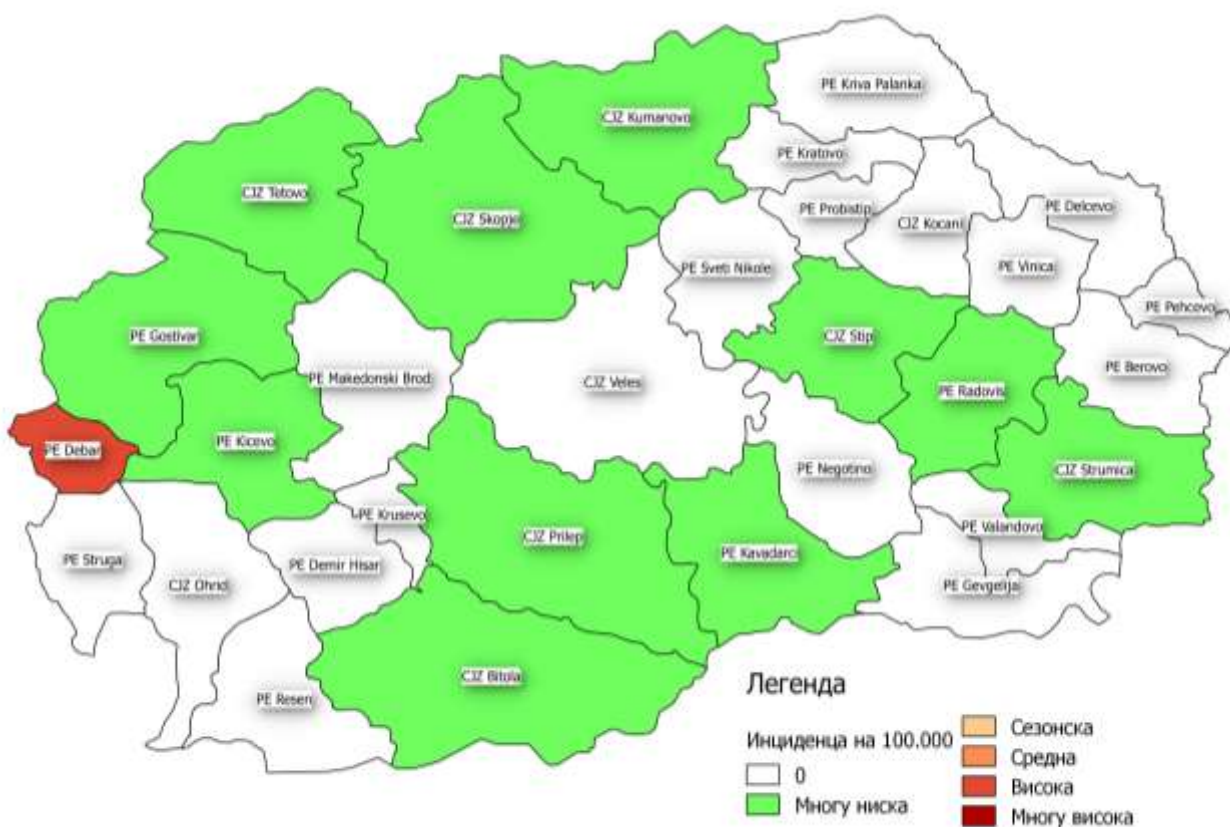 PE Kriva Palanka
CJZ Kumanovo
PE Kratovo
CJZ Tetovo
PE Probistip
PE Delcevo
CJZ Skopje
CJZ Kocani
PE Sveti Nikole
PE Vinica
PE Pehcevo
PE Gostivar
CJZ Stip
PE Makedonski Brod
CJZ Veles
PE Berovo
PE Radovis
PE Debar
PE Kicevo
PE Negotino
CJZ Strumica
PE Krusevo
PE Valandovo
CJZ Prilep
PE Kavadarci
PE Struga
PE Demir Hisar
CJZ Ohrid
PE Gevgelija
CJZ Bitola
PE Resen
Легенда
Инциденца на 100.000
0
Многу ниска
Сезонска
Средна
Висока
Многу висока